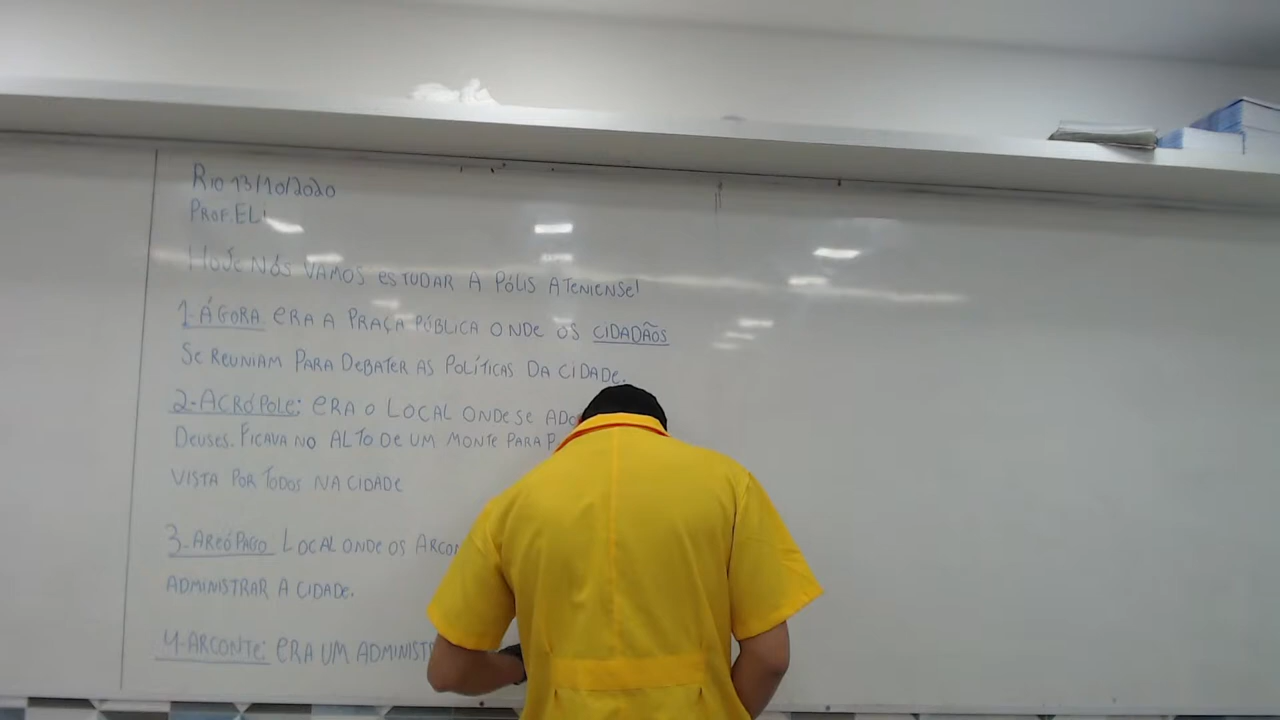 RIO 13/10/2020
PROF. ELI
HOJE NÓS VAMOS ESTUDAR A PÓLIS ATENIENSE!
1- ÁGORA ERA A PRAÇA PÚBLICA ONDE OS CIDADÃOS
SE REUNIAM PARA DEBATER AS POLÍTICAS DA CIDADE.
2-ACRÓPOLE: ERA O LOCAL ONDE SE
DEUSES. FICAVA NO ALTO DE UM MONTE PARA
VISTA POR TODOS NA CIDADE
3-AREÓPAGO LOCAL ONDE OS
ADMINISTRAR A CIDADE.
4-ARCONTE: ERA UM